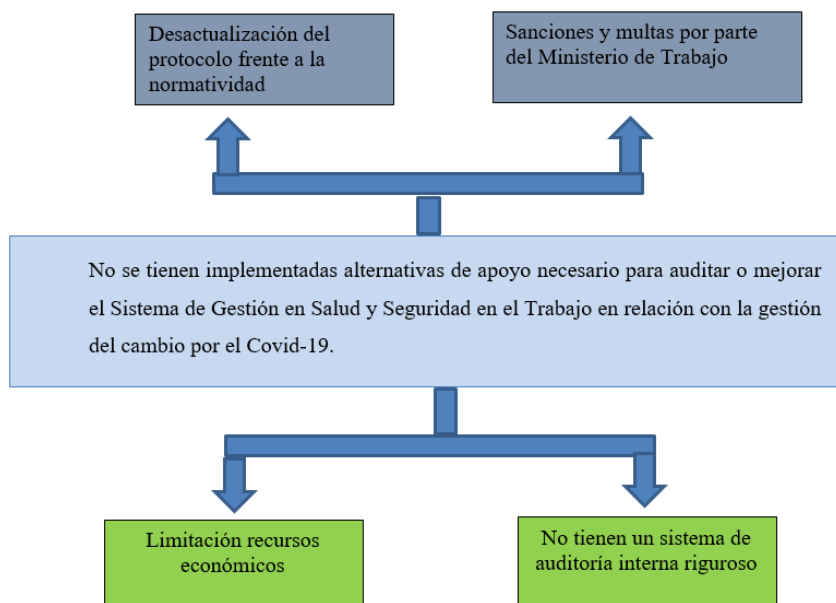 Desactualización del
protocolo frente a la
normatividad
Sanciones y multas por parte
del Ministerio de Trabajo
No se tienen implementadas alternativas de apoyo necesario para auditar o mejorar
el Sistema de Gestión en Salud y Seguridad en el Trabajo en relación con la gestión
del cambio por el Covid-19.
Limitación recursos
económicos
No tienen un sistema de
auditoría interna riguroso